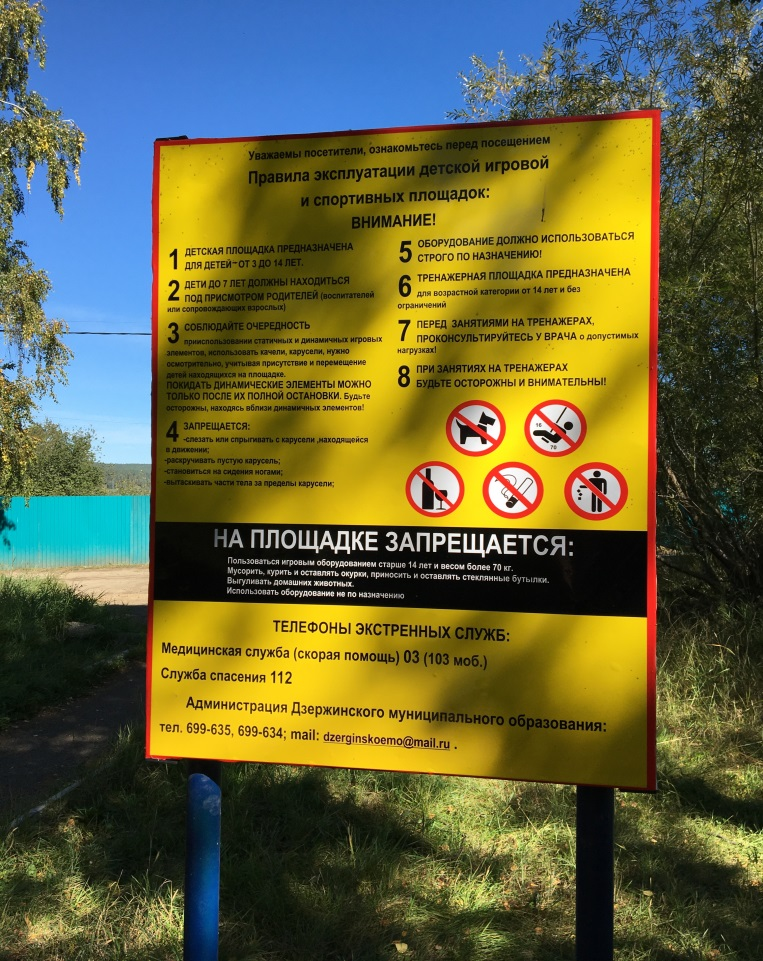 Уважаемы посетители, ознакомьтесь перед посещением
Правила эксплуатации детской игровой
и спортивных площадок:
ВНИМАНИЕ!
1 ДЕТСКАЯ ПЛОЩАДКА ПРЕДНАЗНАЧЕНА
ДЛЯ ДЕТЕЙ-ОТ 3 ДО 14 ЛЕТ.
2 ДЕТИ ДО 7 ЛЕТ ДОЛЖНЫ НАХОДИТЬСЯ
ПОД ПРИСМОТРОМ РОДИТЕЛЕЙ (воспитателей
или сопровождающих взрослых)
3 СОБЛЮДАЙТЕ ОЧЕРЕДНОСТЬ
прииспользовании статичных и динамичных игровых
элементов, использовать качели, карусели, нужно
осмотрительно, учитывая присутствие и перемещение
детей находящихся на площадке.
ПОКИДАТЬ ДИНАМИЧЕСКИЕ ЭЛЕМЕНТЫ МОЖНО
ТОЛЬКО ПОСЛЕ ИХ ПОЛНОЙ ОСТАНОВКИ. Будьте
осторожны, находясь вблизи динамичных элементов!
4 ЗАПРЕЩАЕТСЯ:
-слезать или спрыгивать с карусели ,находящейся
в движении;
-раскручивать пустую карусель;
-становиться на сидения ногами;
-вытаскивать части тела за пределы карусели;
5 ОБОРУДОВАНИЕ ДОЛЖНО ИСПОЛЬЗОВАТЬСЯ
СТРОГО ПО НАЗНАЧЕНИЮ!
6 ТРЕНАЖЕРНАЯ ПЛОЩАДКА ПРЕДНАЗНАЧЕНА
для возрастной категории от 14 лет и без
ограничений
7 ПЕРЕД ЗАНЯТИЯМИ НА ТРЕНАЖЕРАХ,
ПРОКОНСУЛЬТИРУЙТЕСЬ У ВРАЧА о допустимых
нагрузках!
8 ПРИ ЗАНЯТИЯХ НА ТРЕНАЖЕРАХ
БУДЬТЕ ОСТОРОЖНЫ И ВНИМАТЕЛЬНЫ!
16
70
НА ПЛОЩАДКЕ ЗАПРЕЩАЕТСЯ:
Пользоваться игровым оборудованием старше 14 лет и весом более 70 кг.
Мусорить, курить и оставлять окурки, приносить и оставлять стеклянные бутылки.
Выгуливать домашних животных.
Использовать оборудование не по назначению
ТЕЛЕФОНЫ ЭКСТРЕННЫХ СЛУЖБ:
Медицинская служба (скорая помощь) 03 (103 моб.)
Служба спасения 112
Администрация Дзержинского муниципального образования:
тел. 699-635, 699-634; mail: dzerginskoemo@mail.ru .